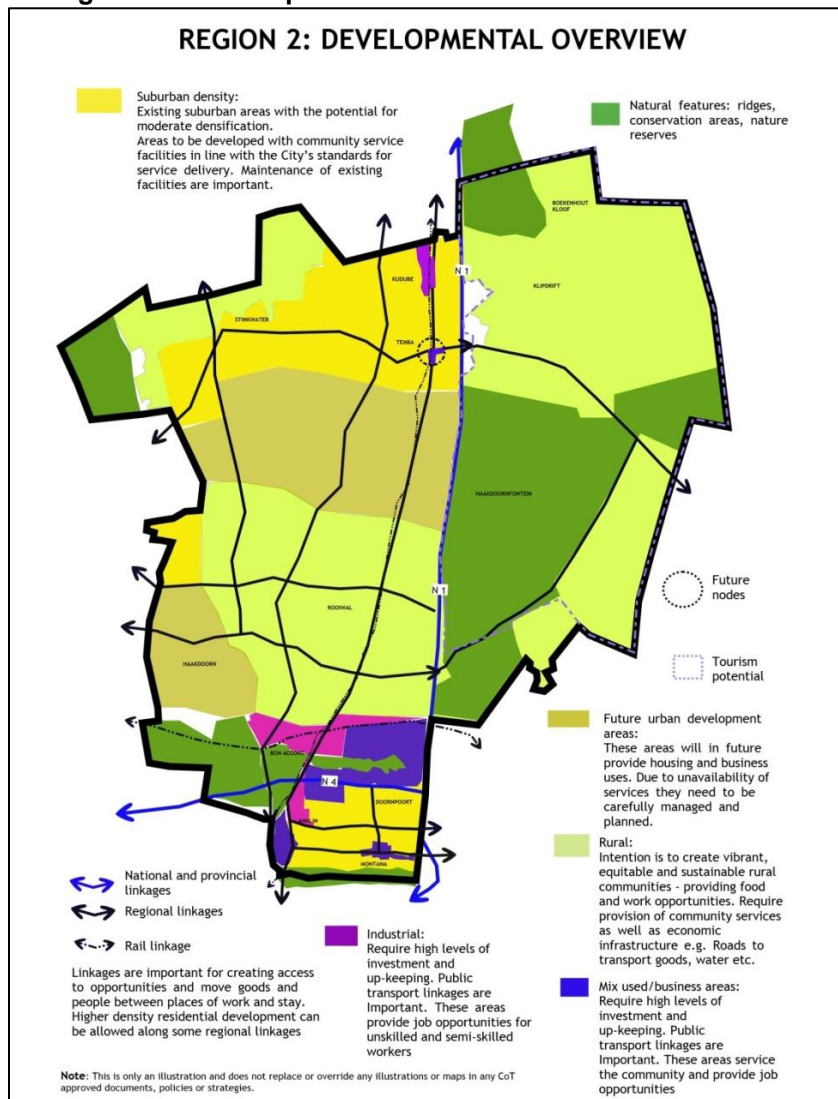 REGION 2: DEVELOPMENTAL OVERVIEW
Suburban density:
Existing suburban areas with the potential for
moderate densification.
Areas to be developed with community service
facilities in line with the City's standards for
service delivery. Maintenance of existing
facilities are important.
Natural features: ridges,
conservation areas, nature
reserves
BOEKENHOUT
KLOOF
KUDUBE
N 1
KLIPDRIFT
STINKWATER
TEMBA
HAAKDOORNFONTEIN
N 1
ROOIWAL
HAAKDOORN
BON ACCORD
N 4
DOORNPOORT
MONTANA
Future
nodes
Tourism
potential
Future urban development
areas:
These areas will in future
provide housing and business
uses. Due to unavailability of
services they need to be
carefully managed and
planned.
Rural:
Intention is to create vibrant,
equitable and sustainable rural
communities - providing food
and work opportunities. Require
provision of community services
as well as economic
infrastructure e.g. Roads to
transport goods, water etc.
Mix used/business areas:
Require high levels of
investment and
up-keeping. Public
transport linkages are
Important. These areas service
the community and provide job
opportunities
National and provincial
linkages
Regional linkages
Rail linkage
Linkages are important for creating access
to opportunities and move goods and
people between places of work and stay.
Higher density residential development can
be allowed along some regional linkages
Industrial:
Require high levels of
investment and
up-keeping. Public
transport linkages are
Important. These areas
provide job opportunities for
unskilled and semi-skilled
workers
Note: This is only an illustration and does not replace or override any illustrations or maps in any CoT
approved documents, policies or strategies.